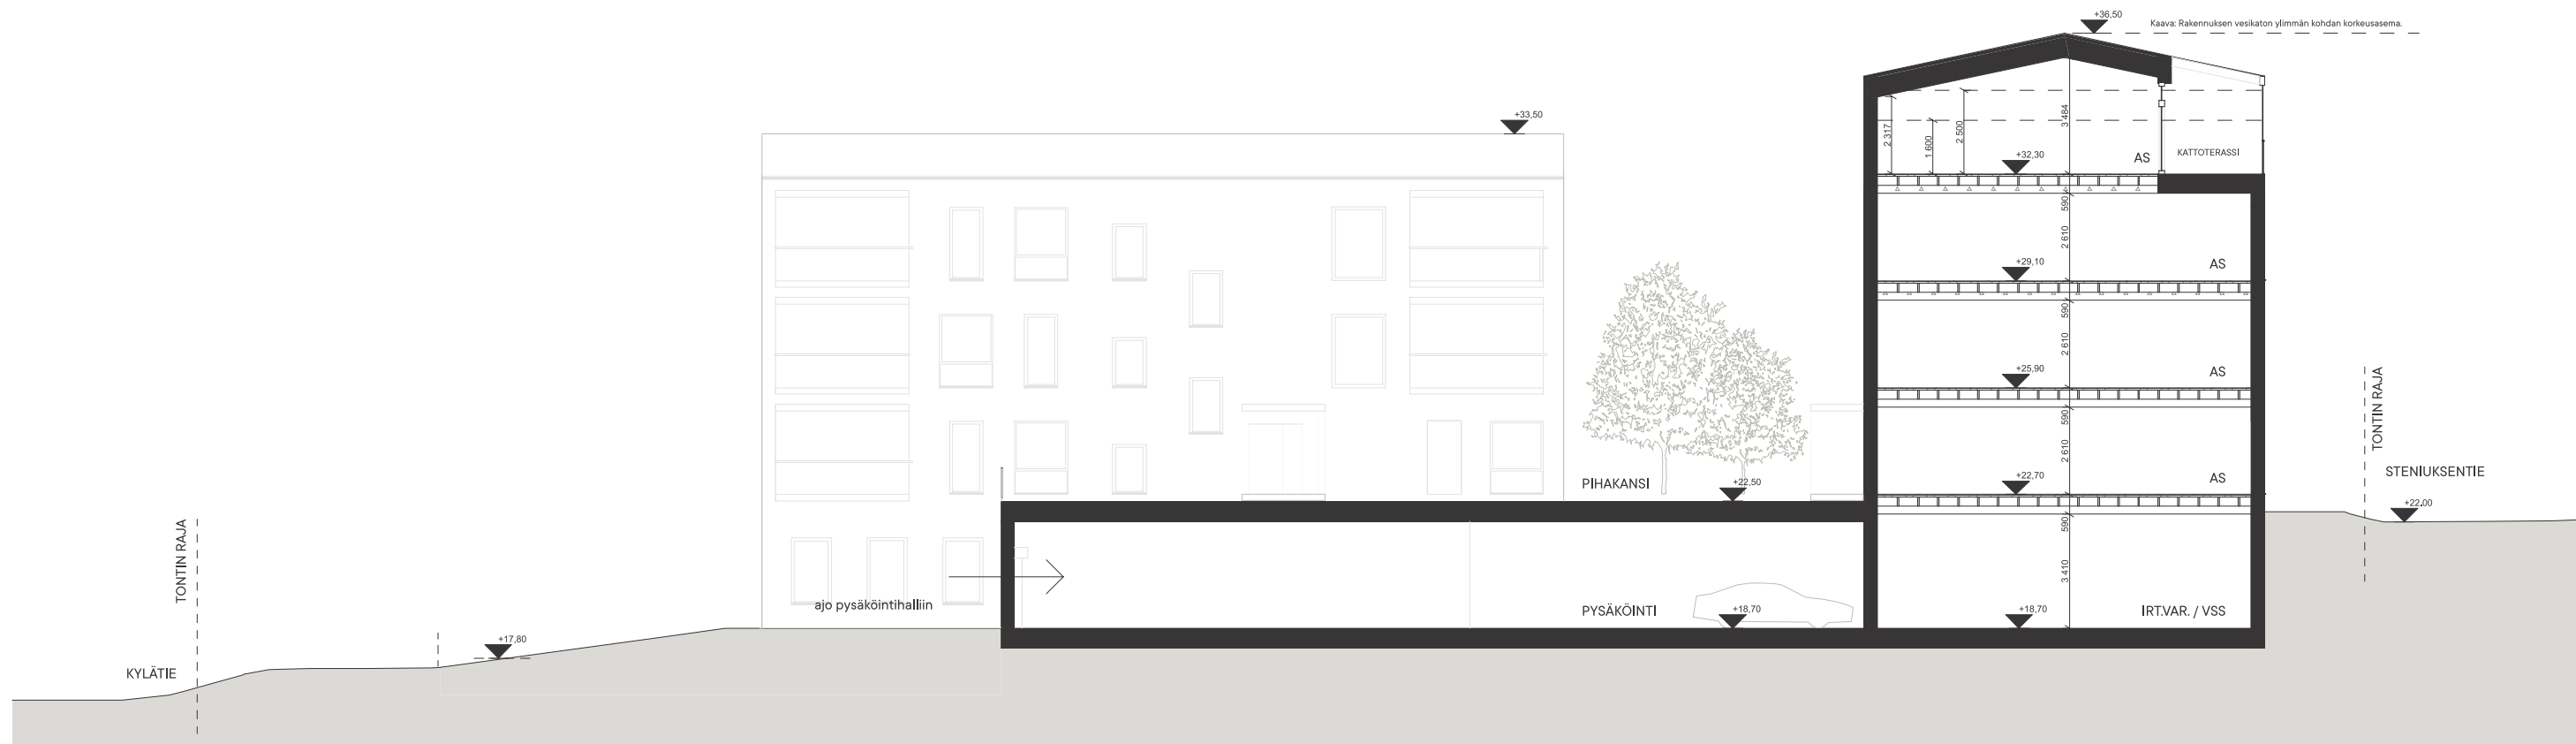 +36,50
Kaava: Rakennuksen vesikaton ylimmän kohdan korkeusasema.
+33,50
2 317
1 600
2 500
3 484
+32,30
AS
KATTOTERASSI
590
2 610
+29,10
AS
590
2 610
+25,90
AS
590
2 610
+22,70
AS
590
3 410
+18,70
IRT.VAR. / VSS
PIHAKANSI
+22,50
PYSÄKÖINTI
+18,70
ajo pysäköintihalliin
TONTIN RAJA
STENIUKSENTIE
+22,00
TONTIN RAJA
KYLÄTIE
+17,80